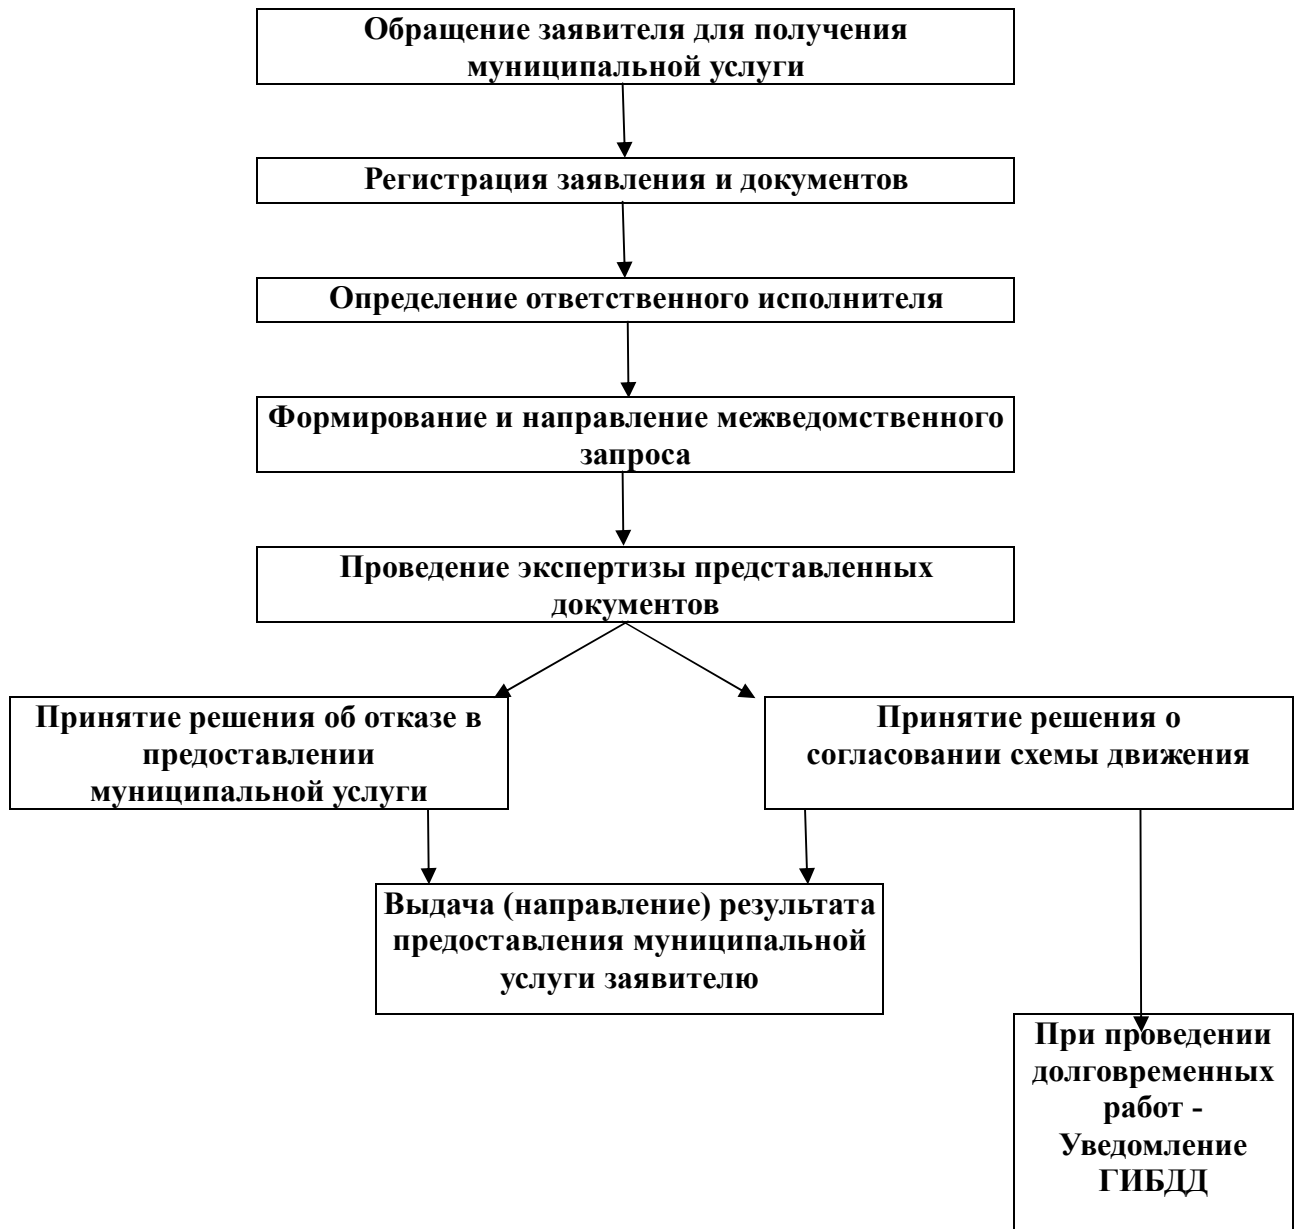 Обращение заявителя для получения
муниципальной услуги
Регистрация заявления и документов
Определение ответственного исполнителя
Формирование и направление межведомственного
запроса
Проведение экспертизы представленных
документов
Принятие решения об отказе в
предоставлении
муниципальной услуги
Принятие решения о
согласовании схемы движения
Выдача (направление) результата
предоставления муниципальной
услуги заявителю
При проведении
долговременных
работ -
Уведомление
ГИБДД